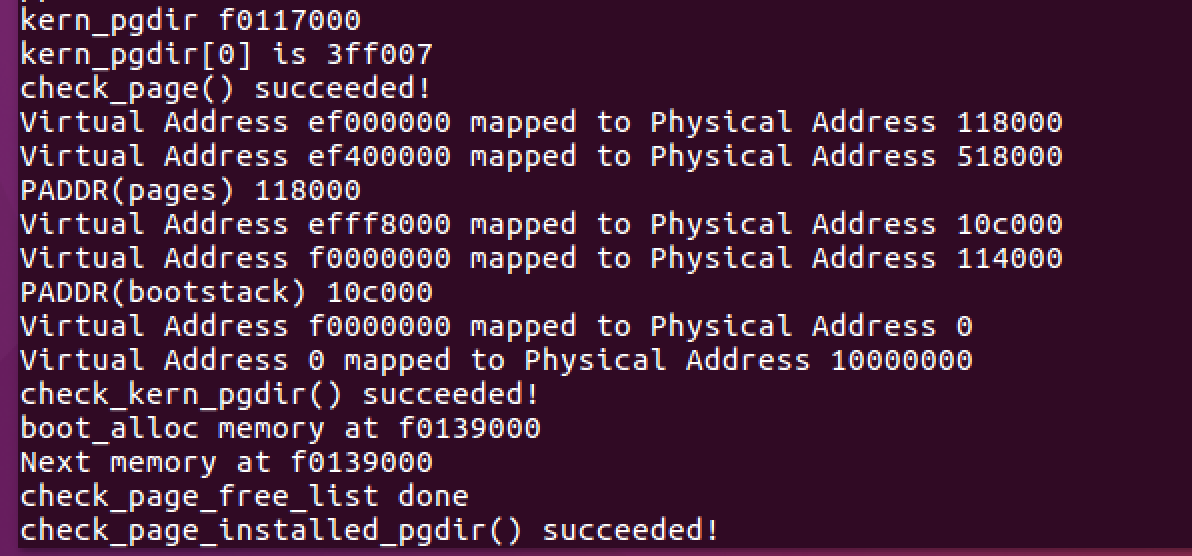 kern_pgdir f0117000
kern_pgdir[0] is 3ff007
check_page() succeeded!
Virtual Address ef000000 mapped to Physical Address 118000
Virtual Address ef400000 mapped to Physical Address 518000
PADDR(pages) 118000
Virtual Address efff8000 mapped to Physical Address 10c000
Virtual Address f0000000 mapped to Physical Address 114000
PADDR(bootstack) 10c000
Virtual Address f0000000 mapped to Physical Address 0
Virtual Address 0 mapped to Physical Address 10000000
check_kern_pgdir() succeeded!
boot_alloc memory at f0139000
Next memory at f0139000
check_page_free_list done
check_page_installed_pgdir() succeeded!